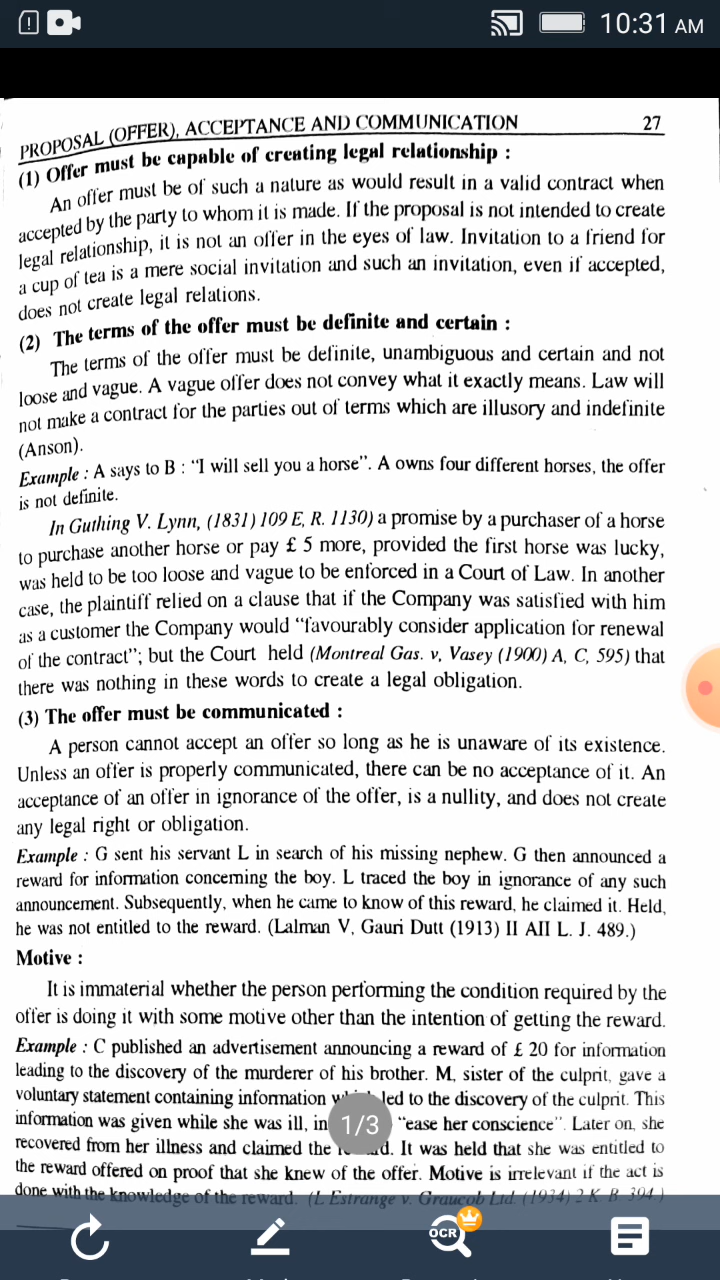 10:31 AM
PROPOSAL (OFFER), ACCEPTANCE AND COMMUNICATION 27
(1) Offer must be capable of creating legal relationship :
An offer must be of such a nature as would result in a valid contract when
accepted by the party to whom it is made. If the proposal is not intended to create
legal relationship, it is not an offer in the eyes of law. Invitation to a friend for
a cup of tea is a mere social invitation and such an invitation, even if accepted,
does not create legal relations.
(2) The terms of the offer must be definite and certain :
The terms of the offer must be definite, unambiguous and certain and not
loose and vague. A vague offer does not convey what it exactly means. Law will
not make a contract for the parties out of terms which are illusory and indefinite
(Anson).
Example : A says to B : "I will sell you a horse". A owns four different horses, the offer
is not definite.
In Guthing V. Lynn, (1831) 109 E, R. 1130) a promise by a purchaser of a horse
to purchase another horse or pay £ 5 more, provided the first horse was lucky,
was held to be too loose and vague to be enforced in a Court of Law. In another
case, the plaintiff relied on a clause that if the Company was satisfied with him
as a customer the Company would "favourably consider application for renewal
of the contract"; but the Court held (Montreal Gas. v, Vasey (1900) A, C, 595) that
there was nothing in these words to create a legal obligation.
(3) The offer must be communicated :
A person cannot accept an offer so long as he is unaware of its existence.
Unless an offer is properly communicated, there can be no acceptance of it. An
acceptance of an offer in ignorance of the offer, is a nullity, and does not create
any legal right or obligation.
Example : G sent his servant L in search of his missing nephew. G then announced a
reward for information concerning the boy. L traced the boy in ignorance of any such
announcement. Subsequently, when he came to know of this reward, he claimed it. Held,
he was not entitled to the reward. (Lalman V, Gauri Dutt (1913) II AII L. J. 489.)
Motive :
It is immaterial whether the person performing the condition required by the
offer is doing it with some motive other than the intention of getting the reward.
Example : C published an advertisement announcing a reward of £ 20 for information
leading to the discovery of the murderer of his brother. M, sister of the culprit, gave a
voluntary statement containing information led to the discovery of the culprit. This
information was given while she was ill, in "ease her conscience". Later on, she
recovered from her illness and claimed the It was held that she was entitled to
1/3
the reward offered on proof that she knew of the offer. Motive is irrelevant if the act is
done with the knowledge of the reward. (L Estrange v. Graucob Ltd. (1934) 2 K B 394.)
OCR